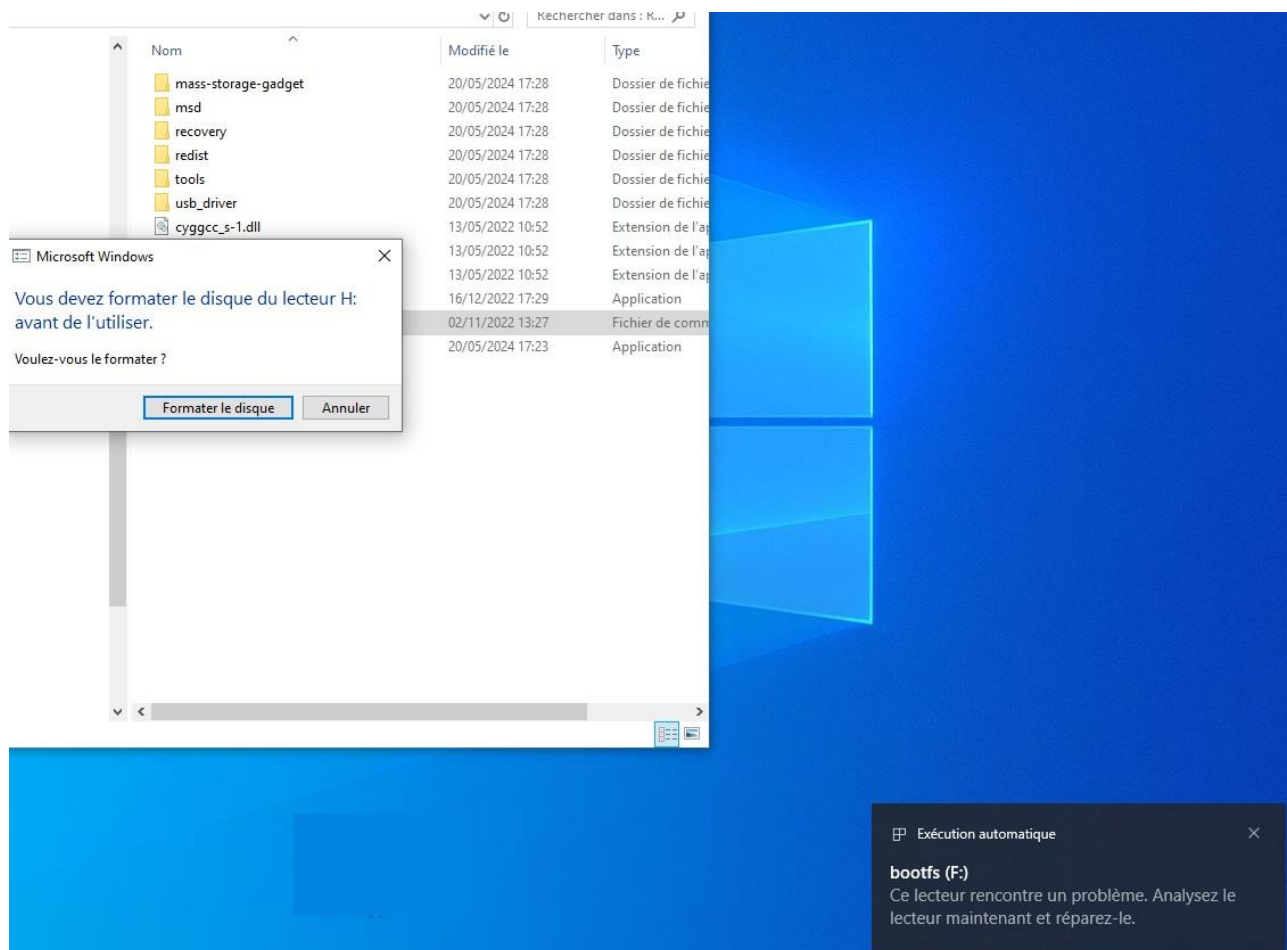 Rechercher dans : R...
Nom Modifié le Type
mass-storage-gadget 20/05/2024 17:28 Dossier de fichie
msd 20/05/2024 17:28 Dossier de fichie
recovery 20/05/2024 17:28 Dossier de fichie
redist 20/05/2024 17:28 Dossier de fichie
tools 20/05/2024 17:28 Dossier de fichie
usb_driver 20/05/2024 17:28 Dossier de fichie
cyggcc_s-1.dll 13/05/2022 10:52 Extension de l'ap
13/05/2022 10:52 Extension de l'ap
13/05/2022 10:52 Extension de l'ap
16/12/2022 17:29 Application
02/11/2022 13:27 Fichier de comm
20/05/2024 17:23 Application
Microsoft Windows
Vous devez formater le disque du lecteur H:
avant de l'utiliser.
Voulez-vous le formater ?
Formater le disque Annuler
Exécution automatique
bootfs (F:)
Ce lecteur rencontre un problème. Analysez le
lecteur maintenant et réparez-le.